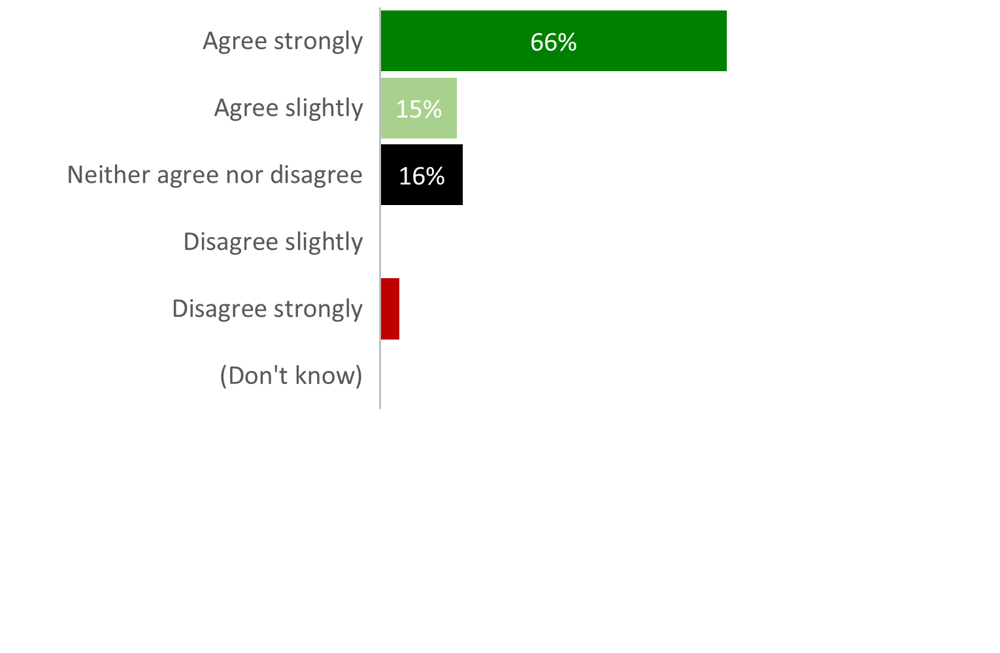 Agree strongly 66%
Agree slightly 15%
Neither agree nor disagree 16%
Disagree slightly
Disagree strongly
(Don't know)